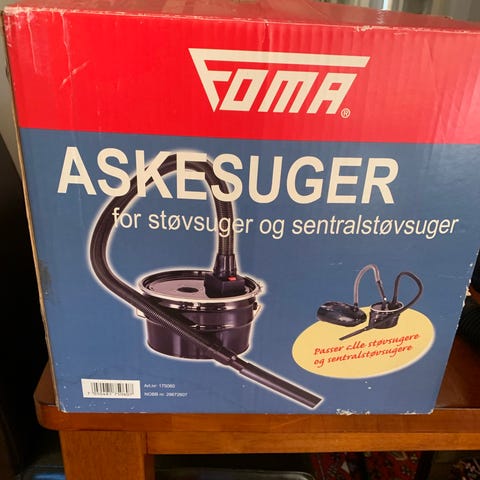 FOMA®
ASKESUGER
for støvsuger og sentralstøvsuger
Passer alle støvsugere
og sentralstøvsugere
Art.nr: 175060
NOBB nr. 29672607